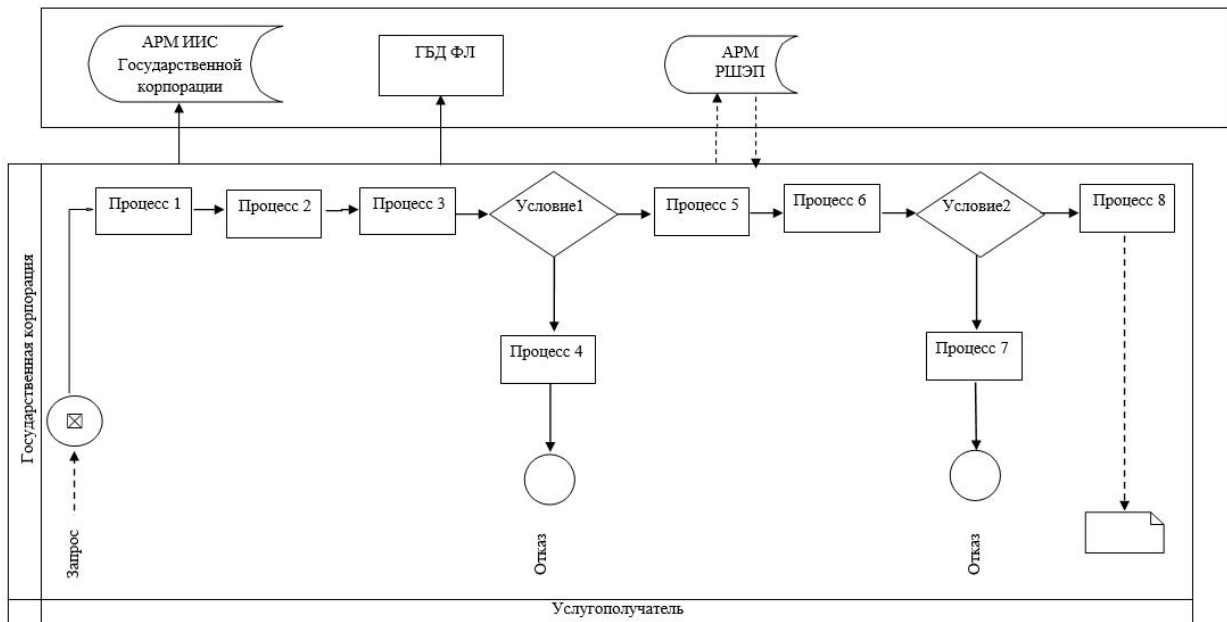 АРМ ИИС
Государственной
корпорации
ГБД ФЛ
АРМ
РШЭП
Государственная корпорация
Процесс 1
Процесс 2
Процесс 3
Условие1
Процесс 5
Процесс 6
Условие2
Процесс 8
Процесс 4
Процесс 7
Запрос
Отказ
Отказ
Услугополучатель